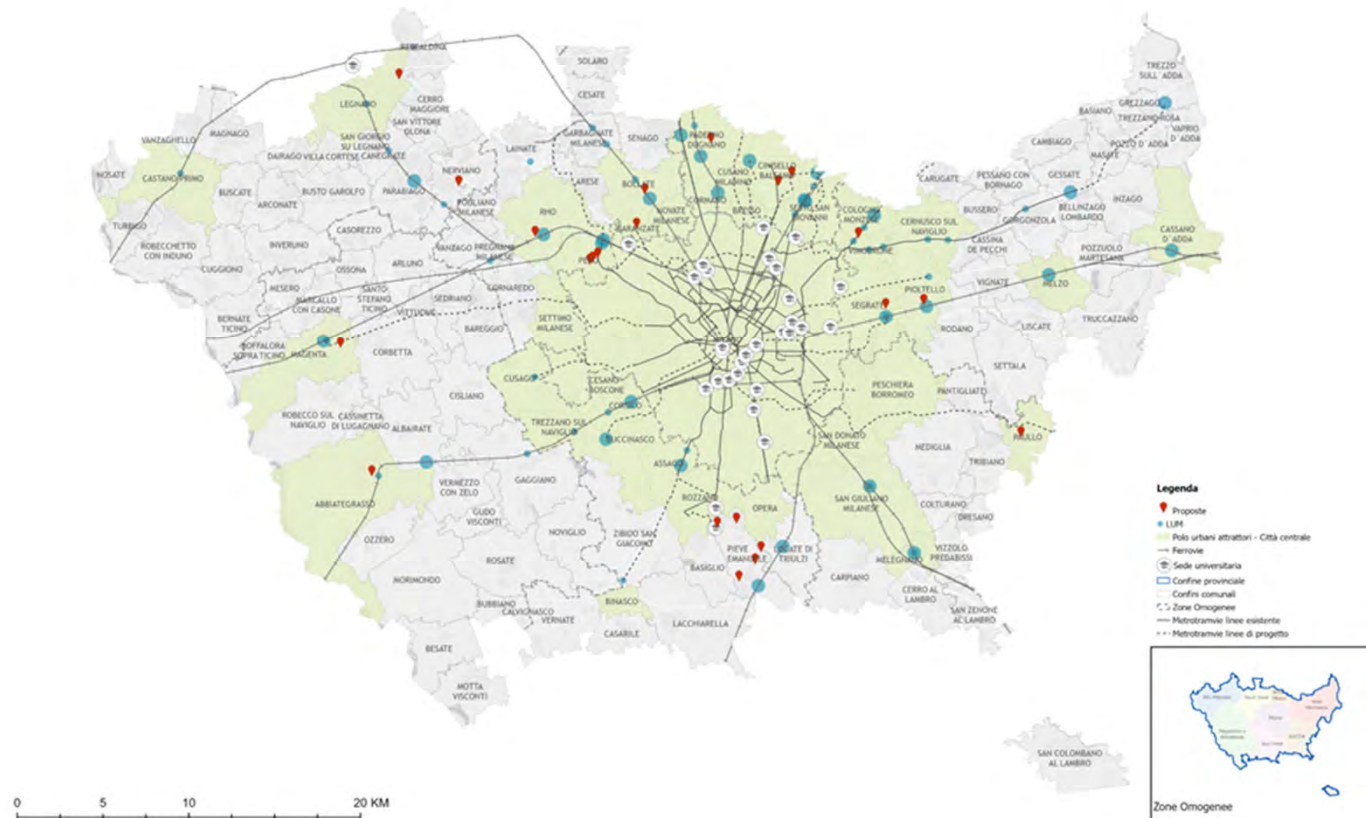 RESCALDINA
SOLARO
TREZZO
SULL'ADDA
CESATE
LEGNANO
CERRO
MAGGIORE
GREZZAGO
BASIANO
TREZZANO ROSA
VANZAGHELLO
MAGNAGO
SAN VITTORE
OLONA
GARBAGNATE
MILANESE
SENAGO
PADERNO
DUGNANO
CAMBIAGO
VAPRIO
D'ADDA
POZZO D'ADDA
MASATE
SAN GIORGIO
SU LEGNANO
DAIRAGO
VILLA CORTESE
CANEGRATE
LAINATE
NOSATE
CASTANO PRIMO
NERVIANO
ARESE
BOLLATE
CUSANO
MILANINO
CINISELLO
BALSAMO
CARUGATE
PESSANO CON
BORNAGO
GESSATE
BUSCATE
BUSTO GAROLFO
PARABIAGO
POGLIANO
MILANESE
CORMANO
SESTO SAN
GIOVANNI
BELLINZAGO
LOMBARDO
INZAGO
ARCONATE
RHO
NOVATE
MILANESE
BRESSO
COLOGNO
MONZESE
CERNUSCO SUL
NAVIGLIO
BUSSERO
GORGONZOLA
TURBIGO
CASOREZZO
BARANZATE
CASSANO
D'ADDA
ROBECCHETTO
CON INDUNO
INVERUNO
VANZAGO
PREGNANA
MILANESE
VIMODRONE
CASSINA
DE PECCHI
POZZUOLO
MARTESANA
CUGGIONO
OSSONA
ARLUNO
PERO
MESERO
SANTO
STEFANO
TICINO
CORNAREDO
PIOLTELLO
VIGNATE
MELZO
MARCALLO
CON CASONE
SEDRIANO
VITTUONE
SEGRATE
BERNATE
TICINO
BAREGGIO
SETTIMO
MILANESE
TRUCCAZZANO
RODANO
LISCATE
BOFFALORA
SOPRA TICINO
MAGENTA
CORBETTA
SETTALA
CUSAGO
CESANO
BOSCONE
PESCHIERA
BORROMEO
PANTIGLIATE
CISLIANO
CORSICO
ROBECCO SUL
NAVIGLIO
CASSINETTA
DI LUGAGNANO
ALBAIRATE
TREZZANO SUL
NAVIGLIO
BUCCINASCO
SAN DONATO
MILANESE
PAULLO
MEDIGLIA
TRIBIANO
ASSAGO
ABBIATEGRASSO
VERMEZZO
CON ZELO
GAGGIANO
ROZZANO
OPERA
SAN GIULIANO
MILANESE
COLTURANO
DRESANO
GUDO
VISCONTI
OZZERO
NOVIGLIO
ZIBIDO SAN
GIACOMO
PIEVE
EMANUELE
LOCATE DI
TRIULZI
MELEGNANO
VIZZOLO
PREDABISSI
ROSATE
BASIGLIO
MORIMONDO
CARPIANO
CERRO AL
LAMBRO
BUBBIANO
CALVIGNASCO
VERNATE
BINASCO
CASARILE
LACCHIARELLA
SAN ZENONE
AL LAMBRO
BESATE
MOTTA
VISCONTI
SAN COLOMBANO
AL LAMBRO
Legenda
Proposte
LUM
Polo urbani attrattori - Città centrale
Ferrovie
Sede universitaria
Confine provinciale
Confini comunali
Zone Omogenee
Metrotramvie linee esistente
Metrotramvie linee di progetto
Zone Omogenee
0 5 10 20 KM